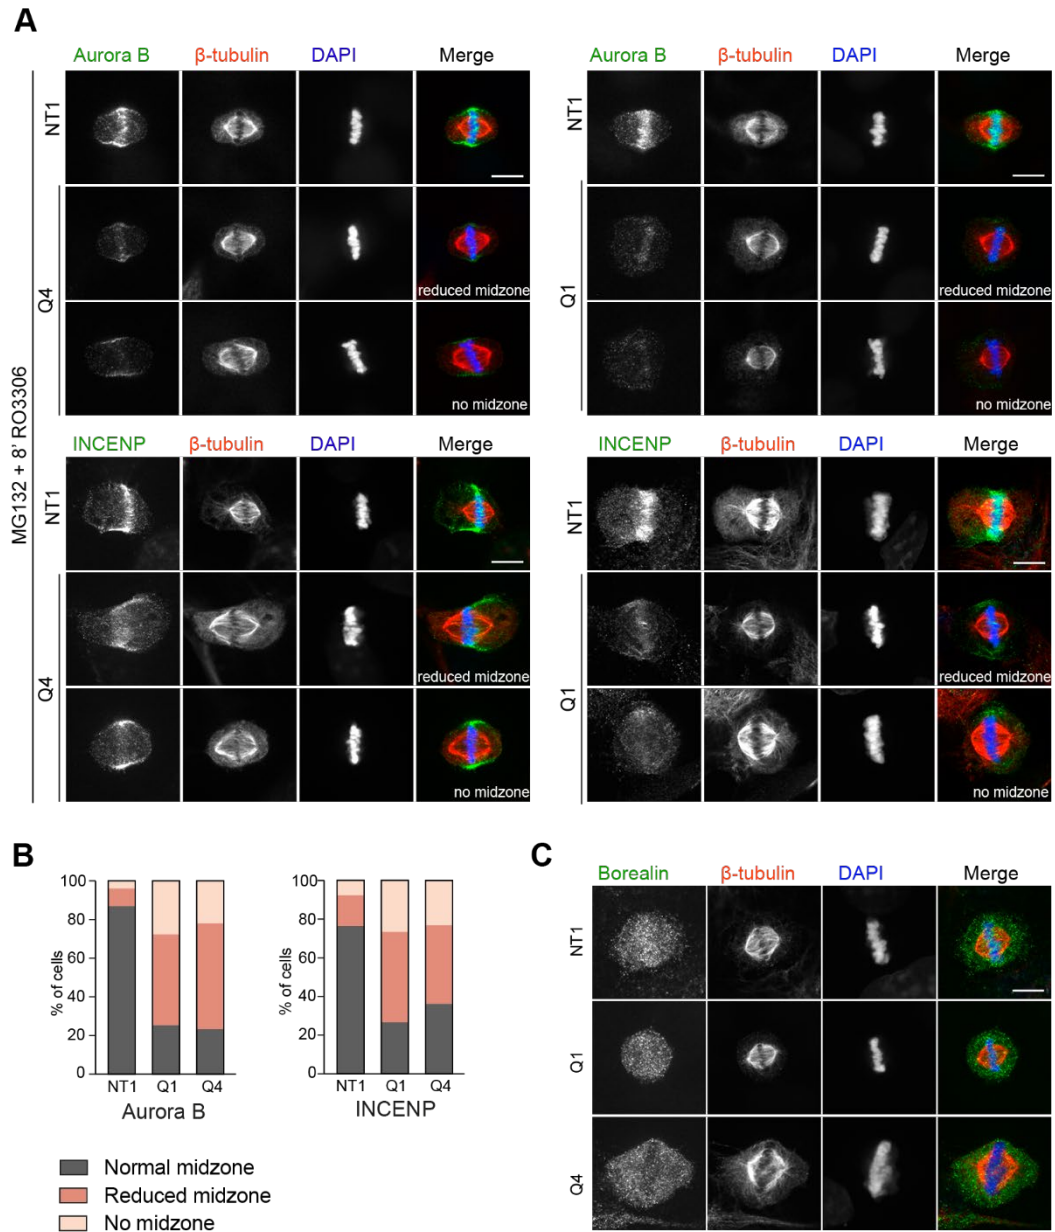 A
Aurora B β-tubulin DAPI Merge
Aurora B β-tubulin DAPI Merge
NT1
NT1
reduced midzone
reduced midzone
Q4
Q1
no midzone
no midzone
MG132 + 8’ RO3306
INCENP β-tubulin DAPI Merge
INCENP β-tubulin DAPI Merge
NT1
NT1
reduced midzone
reduced midzone
Q4
Q1
no midzone
no midzone
B
100
80
60
40
20
0
% of cells
NT1 Q1 Q4
Aurora B
100
80
60
40
20
0
% of cells
NT1 Q1 Q4
INCENP
Normal midzone
Reduced midzone
No midzone
C
Borealin β-tubulin DAPI Merge
NT1
Q1
Q4